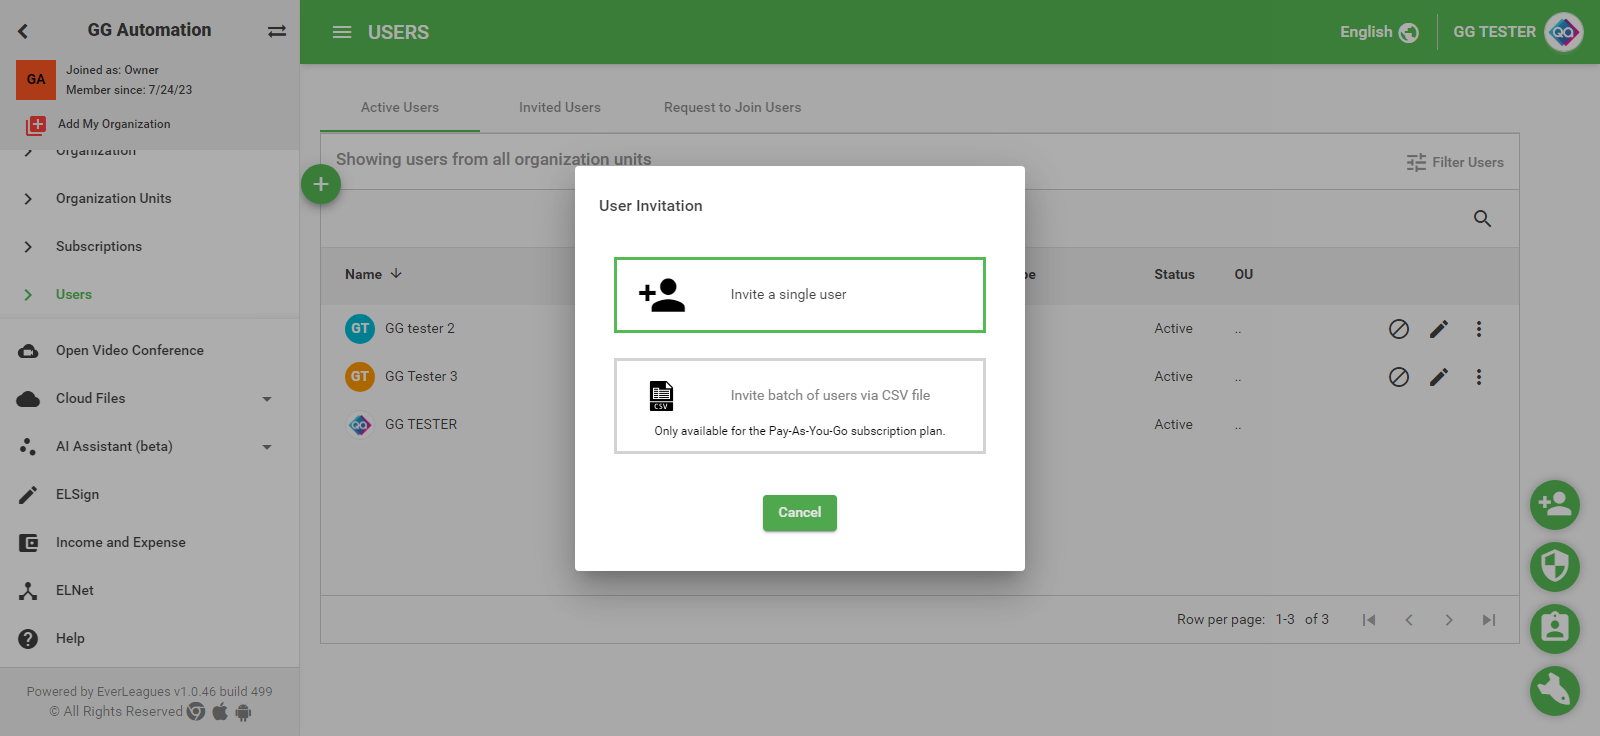 GG Automation
GA
Joined as: Owner
Member since: 7/24/23
Add My Organization
Organization
Organization Units
Subscriptions
Users
Open Video Conference
Cloud Files
AI Assistant (beta)
ELSign
Income and Expense
ELNet
Help
Powered by EverLeagues v1.0.46 build 499
© All Rights Reserved
USERS
English
GG TESTER
QA
Active Users
Invited Users
Request to Join Users
Showing users from all organization units
Filter Users
Name
Status
OU
GT
GG tester 2
Active
..
GT
GG Tester 3
Active
..
GG TESTER
Active
..
Row per page: 1-3 of 3
User Invitation
Invite a single user
CSV
Invite batch of users via CSV file
Only available for the Pay-As-You-Go subscription plan.
Cancel